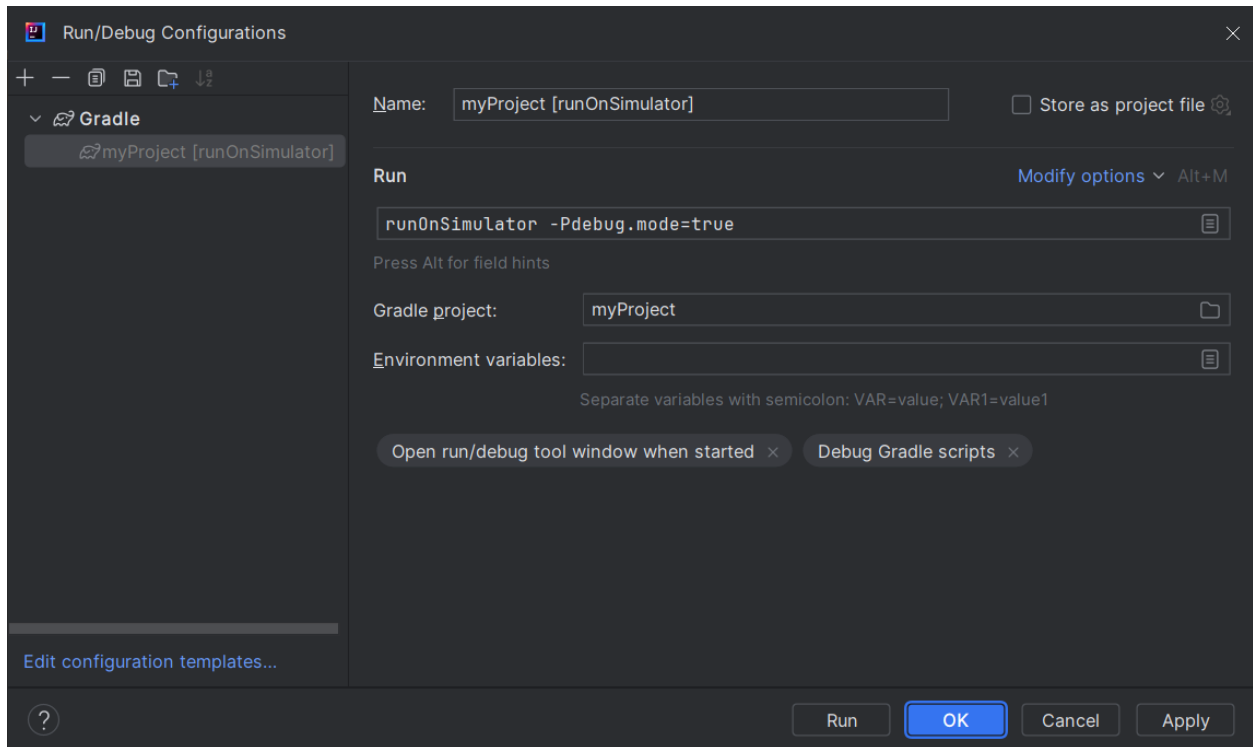 Run/Debug Configurations
Gradle
myProject [runOnSimulator]
Name: myProject [runOnSimulator] Store as project file
Run Modify options Alt+M
runOnSimulator -Pdebug.mode=true
Press Alt for field hints
Gradle project: myProject
Environment variables:
Separate variables with semicolon: VAR=value; VAR1=value1
Open run/debug tool window when started × Debug Gradle scripts ×
Edit configuration templates...
? Run OK Cancel Apply